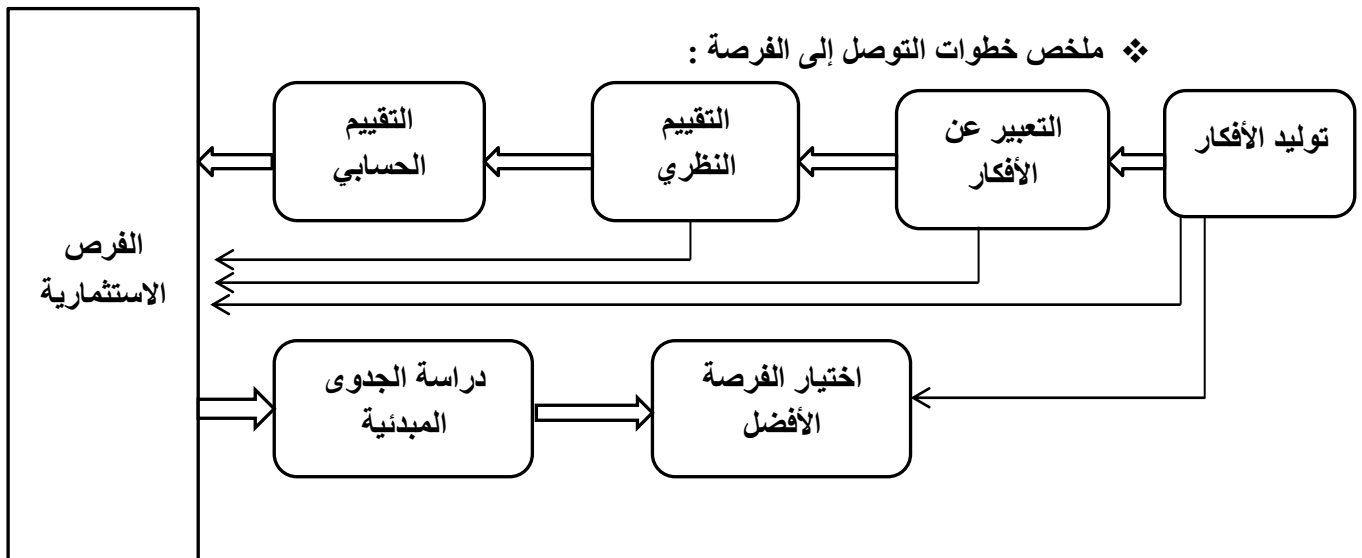 ❖ ملخص خطوات التوصل إلى الفرصة :
توليد الأفكار
التعبير عن
الأفكار
التقييم
النظري
التقييم
الحسابي
الفرص
الاستثمارية
دراسة الجدوى
المبدئية
اختيار الفرصة
الأفضل